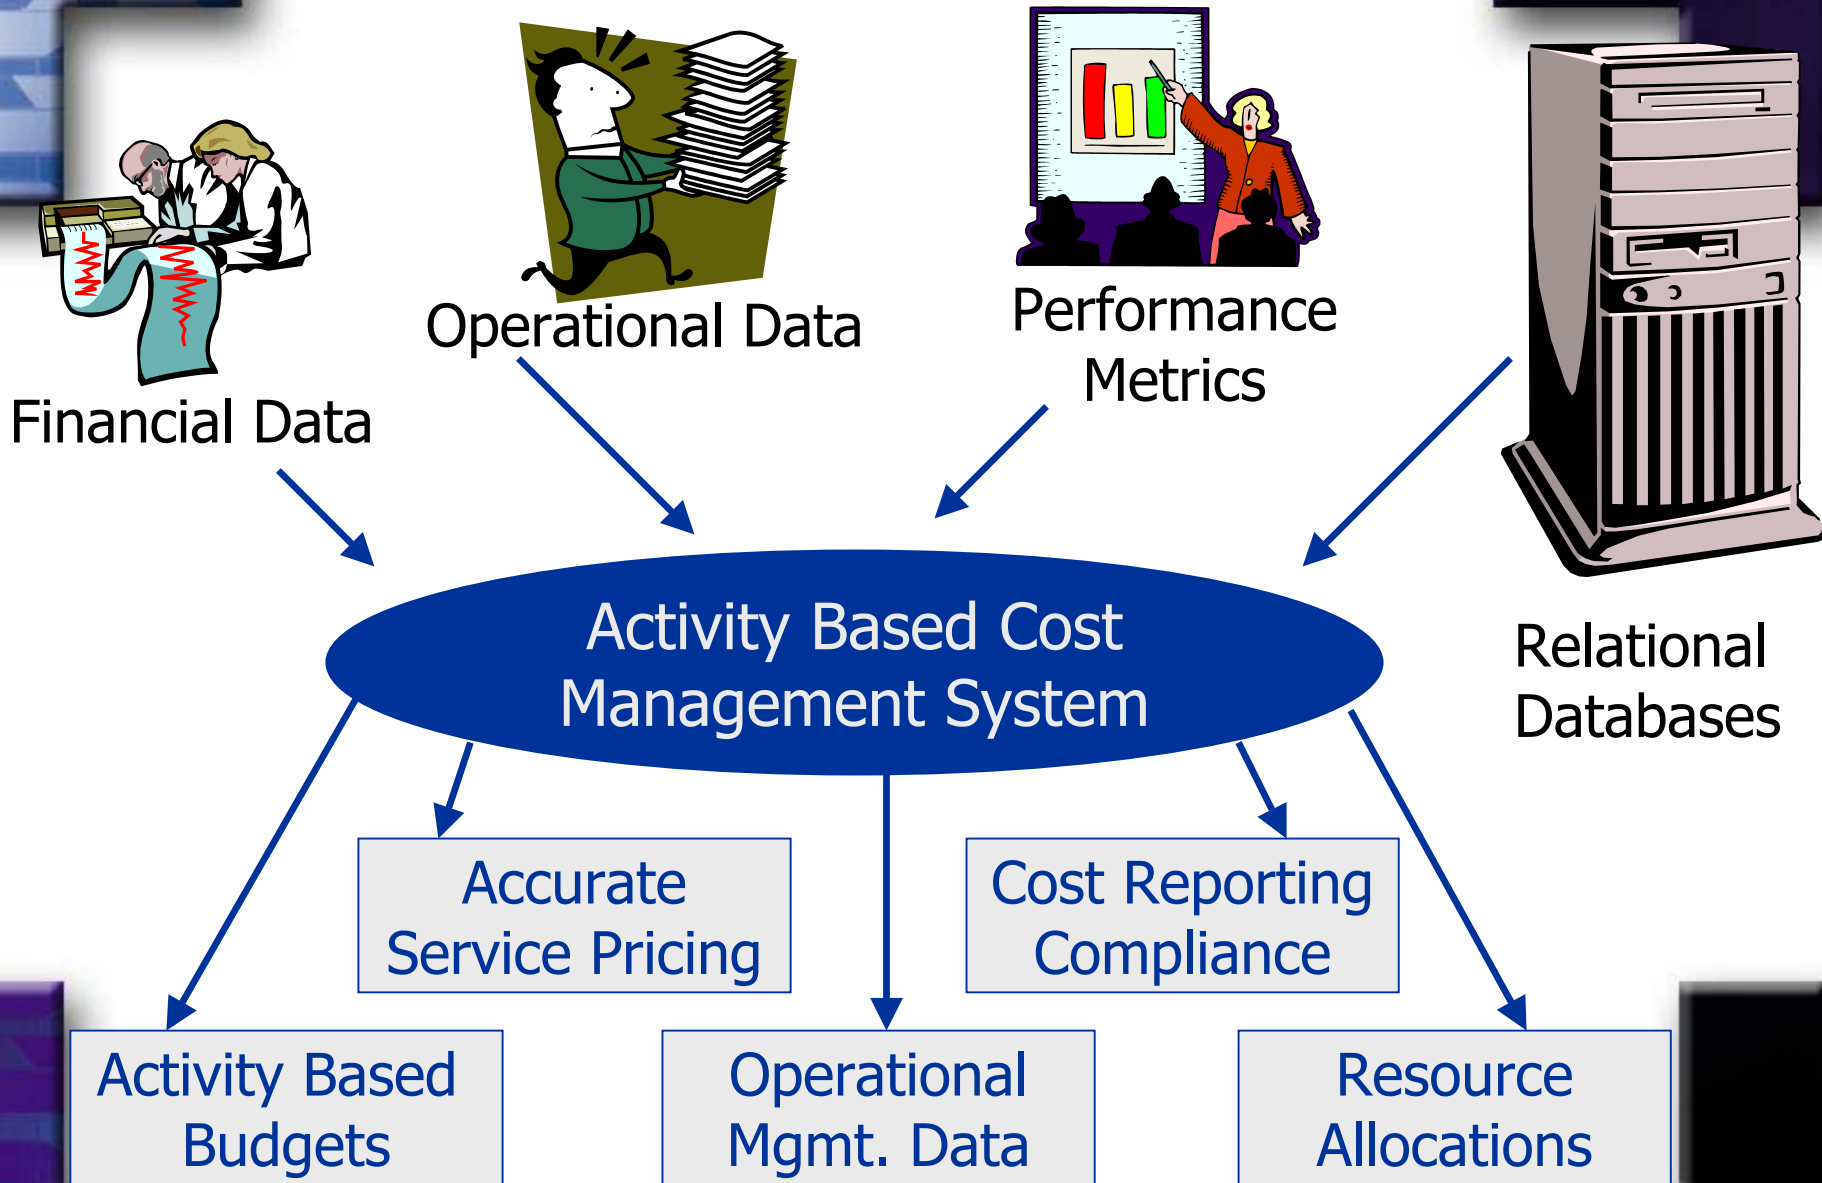 Operational Data
Performance
Metrics
Financial Data
Relational
Databases
Activity Based Cost
Management System
Accurate
Service Pricing
Cost Reporting
Compliance
Activity Based
Budgets
Operational
Mgmt. Data
Resource
Allocations